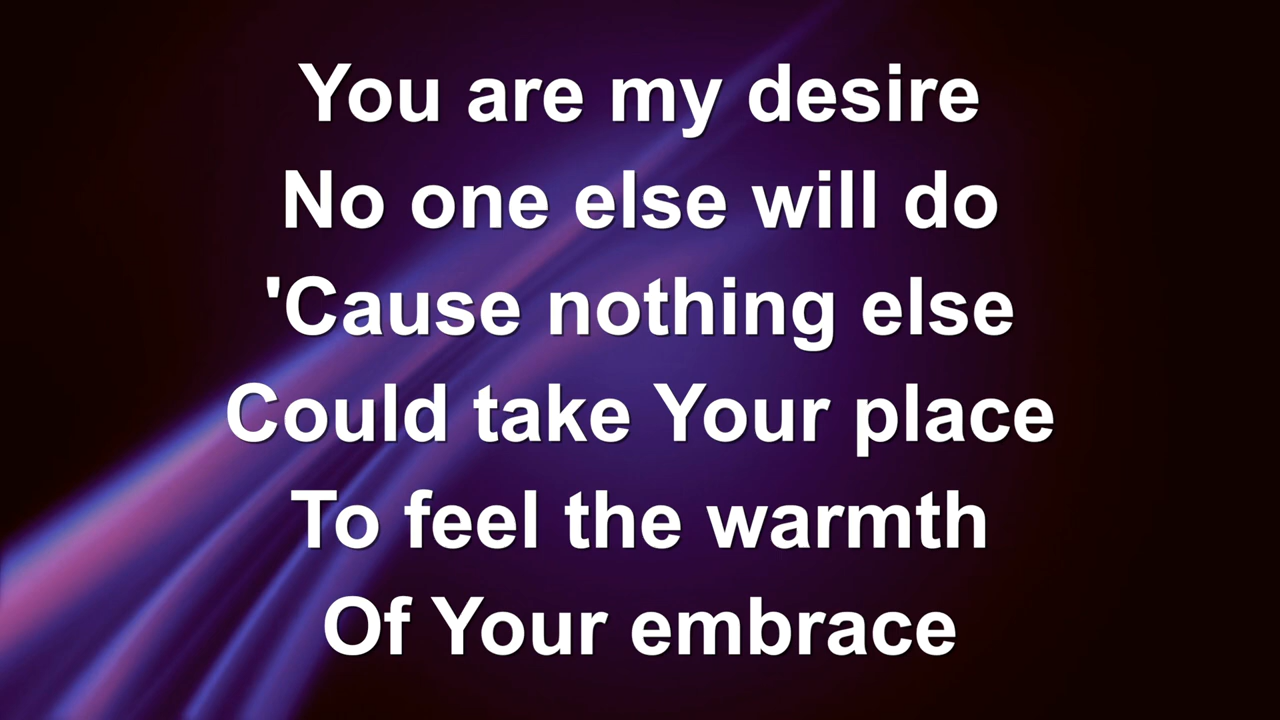 You are my desire
No one else will do
'Cause nothing else
Could take Your place
To feel the warmth
Of Your embrace